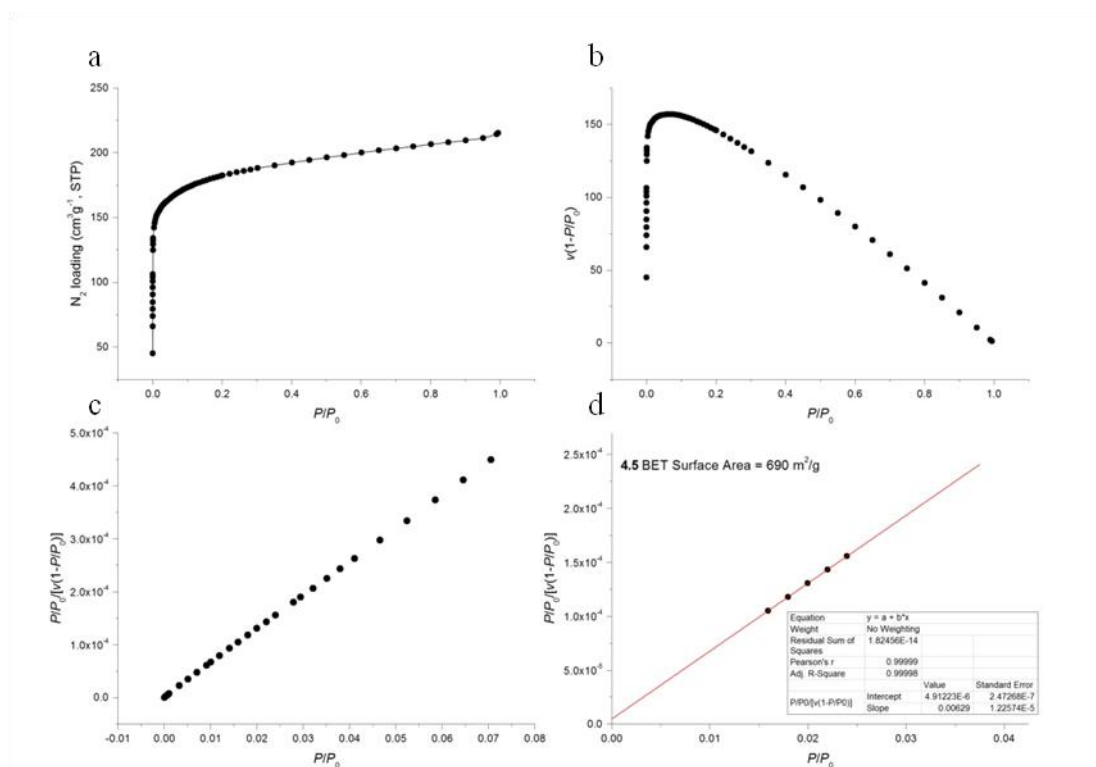 a
250
200
150
100
50
N₂ loading (cm³g⁻¹, STP)
0.0 0.2 0.4 0.6 0.8 1.0
P/P₀
b
150
100
50
0
v(1-P/P₀)
0.0 0.2 0.4 0.6 0.8 1.0
P/P₀
c
5.0x10⁻⁴
4.0x10⁻⁴
3.0x10⁻⁴
2.0x10⁻⁴
1.0x10⁻⁴
0.0
P/P₀/[v(1-P/P₀)]
-0.01 0.00 0.01 0.02 0.03 0.04 0.05 0.06 0.07 0.08
P/P₀
d
4.5 BET Surface Area = 690 m²/g
2.5x10⁻⁴
2.0x10⁻⁴
1.5x10⁻⁴
1.0x10⁻⁴
5.0x10⁻⁵
0.0
P/P₀/[v(1-P/P₀)]
Equation y = a + b*x
Weight No Weighting
Residual Sum of Squares 1.82456E-14
Pearson's r 0.99999
Adj. R-Square 0.99998
Value Standard Error
P/P0/[v(1-P/P0)] Intercept 4.91223E-6 2.47268E-7
Slope 0.00629 1.22574E-5
0.00 0.01 0.02 0.03 0.04
P/P₀